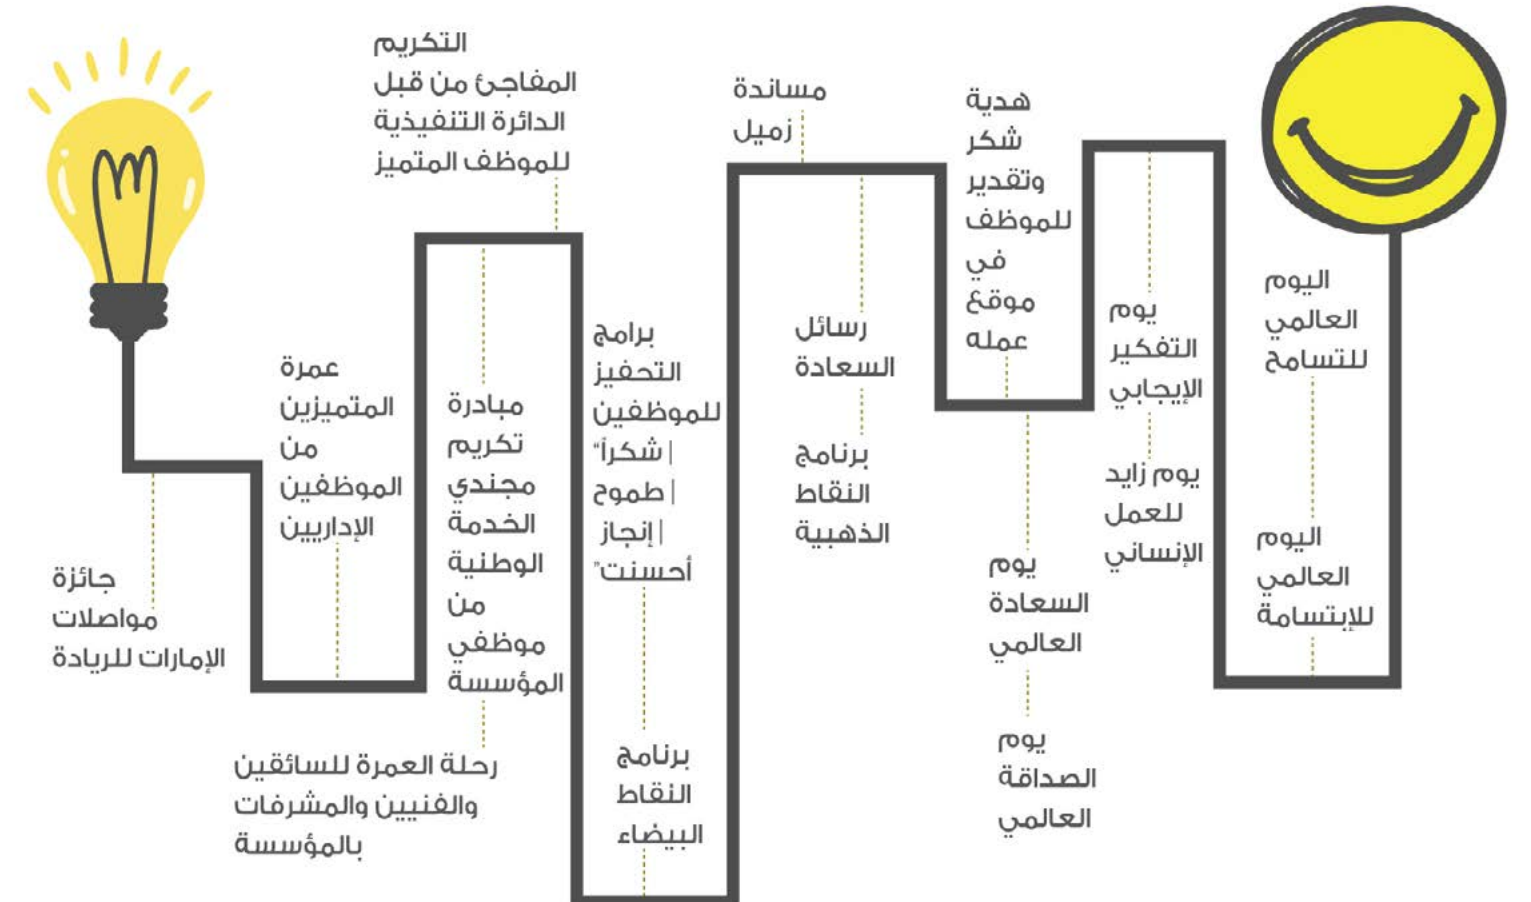 التكريم
المفاجئ من قبل
الدائرة التنفيذية
للموظف المتميز
مساندة
زميل
هدية
شكر
وتقدير
للموظف
في
موقع
عمله
اليوم
العالمي
للتسامح
اليوم
العالمي
للإبتسامة
يوم
التفكير
الإيجابي
يوم زايد
للعمل
الإنساني
يوم
السعادة
العالمي
يوم
الصداقة
العالمي
رسائل
السعادة
برنامج
النقاط
الذهبية
برامج
التحفيز
للموظفين
| شكراً"
| طموح
| إنجاز
أحسنت"
برنامج
النقاط
البيضاء
مبادرة
تكريم
مجندي
الخدمة
الوطنية
من
موظفي
المؤسسة
رحلة العمرة للسائقين
والفنيين والمشرفات
بالمؤسسة
عمرة
المتميزين
من
الموظفين
الإداريين
جائزة
مواصلات
الإمارات للريادة